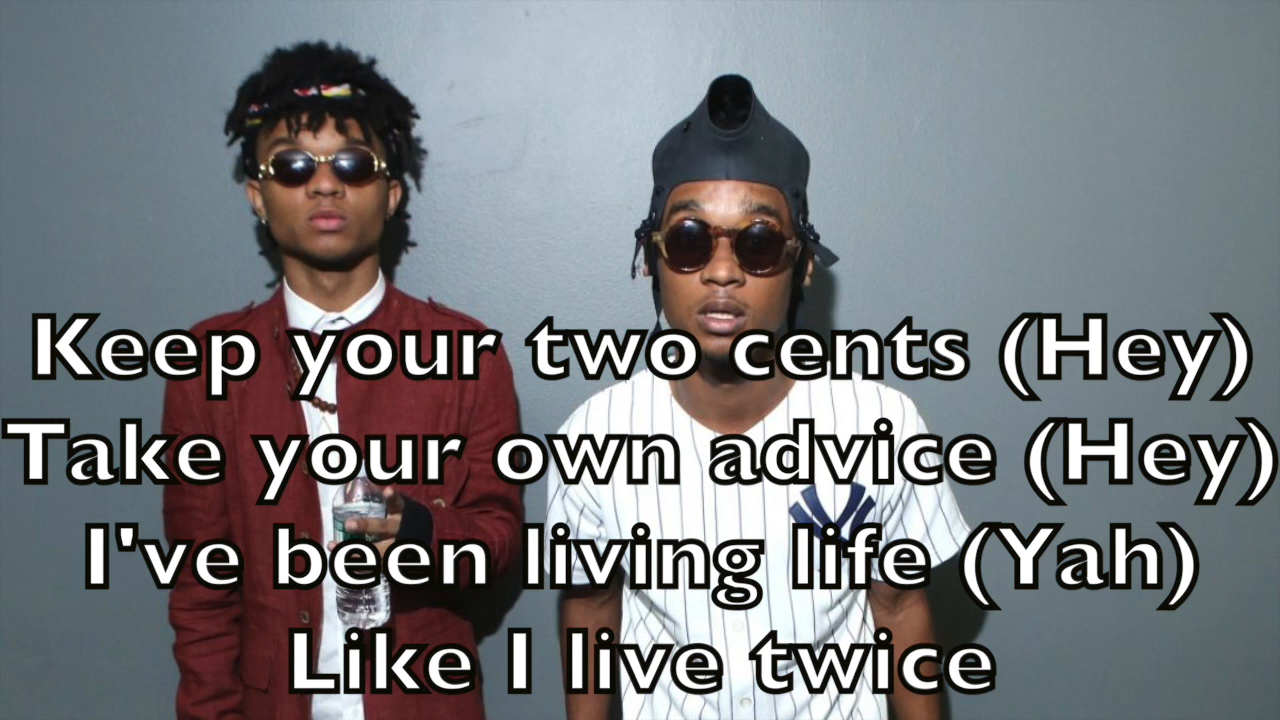 Keep your two cents (Hey)
Take your own advice (Hey)
I've been living life (Yah)
Like I live twice